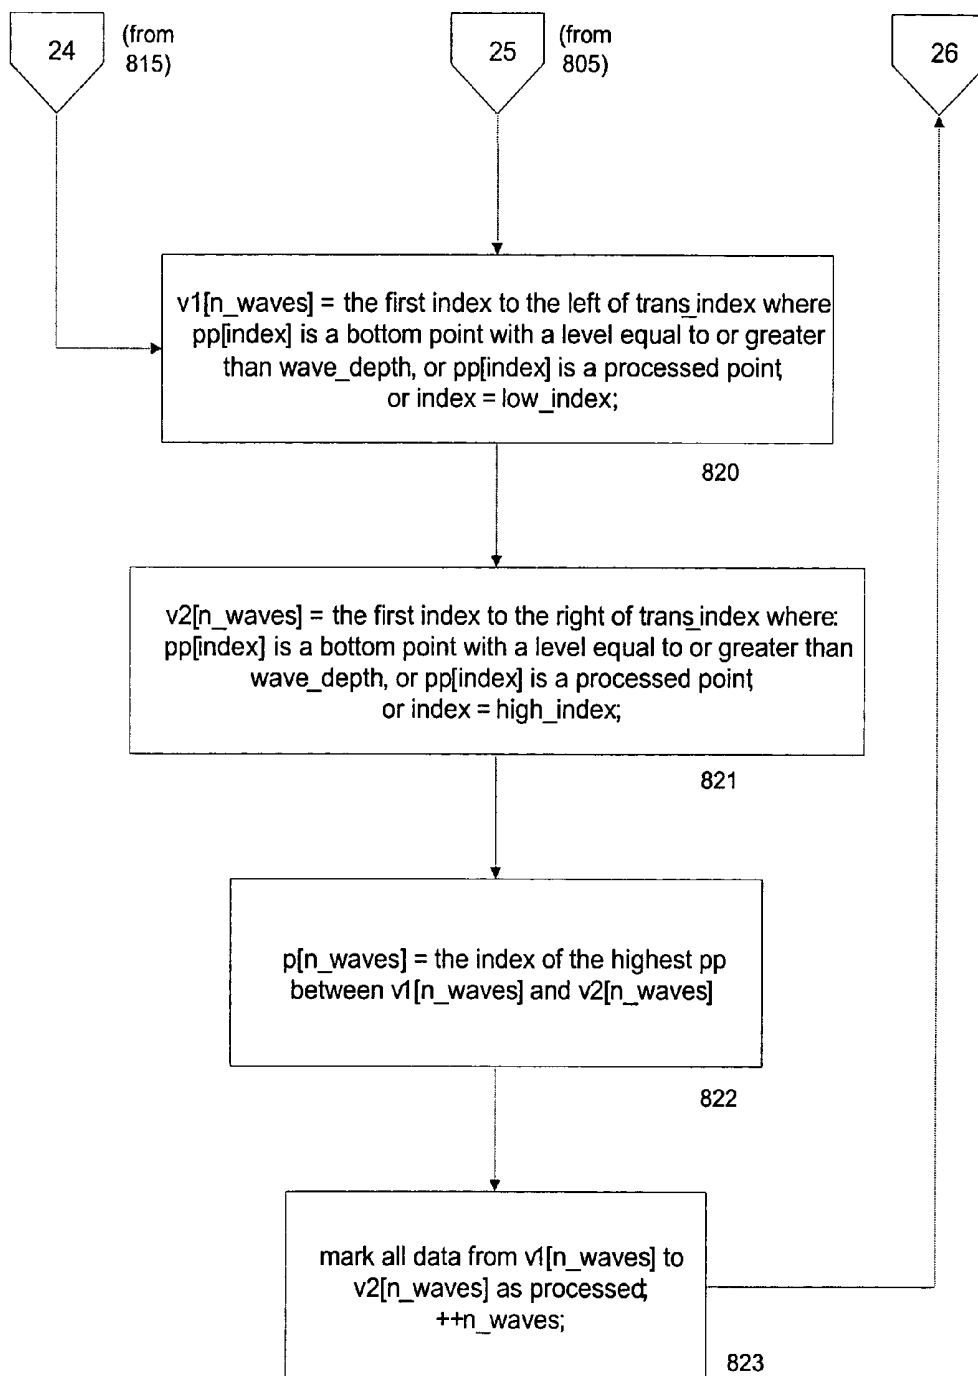 24
(from
815)
25
(from
805)
26
v1[n_waves] = the first index to the left of trans_index where
pp[index] is a bottom point with a level equal to or greater
than wave_depth, or pp[index] is a processed point,
or index = low_index;
820
v2[n_waves] = the first index to the right of trans_index where:
pp[index] is a bottom point with a level equal to or greater than
wave_depth, or pp[index] is a processed point,
or index = high_index;
821
p[n_waves] = the index of the highest pp
between v1[n_waves] and v2[n_waves]
822
mark all data from v1[n_waves] to
v2[n_waves] as processed;
++n_waves;
823